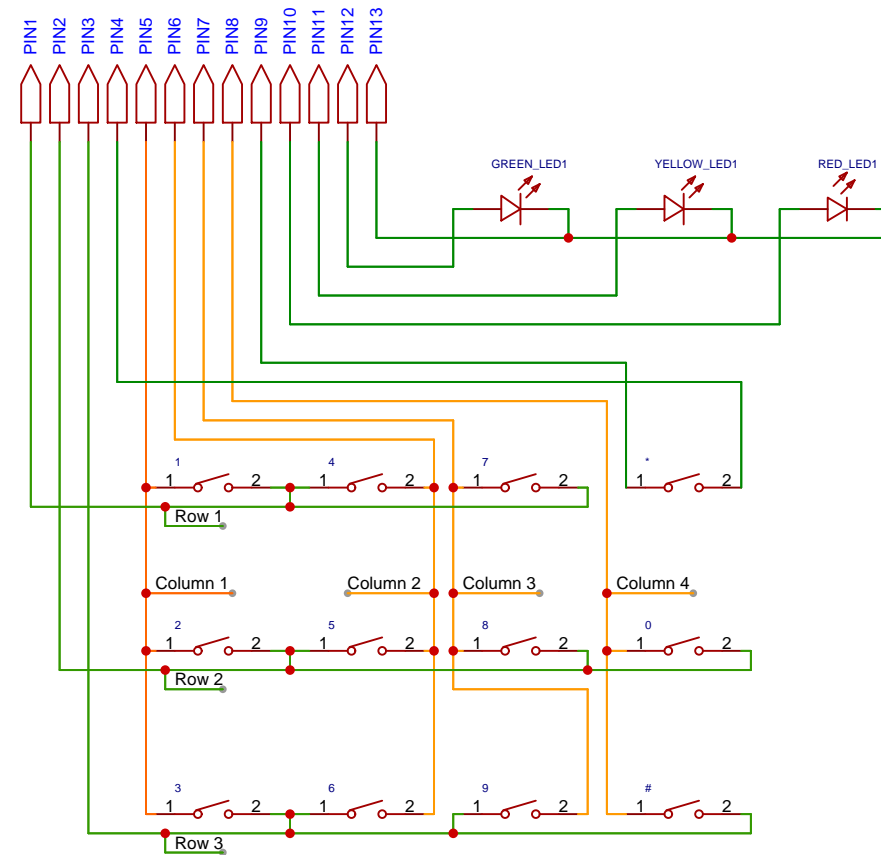 PIN1
PIN2
PIN3
PIN4
PIN5
PIN6
PIN7
PIN8
PIN9
PIN10
PIN11
PIN12
PIN13
GREEN_LED1
YELLOW_LED1
RED_LED1
1 4 7 *
1 2 1 2 1 2 1 2
Row 1
Column 1 Column 2 Column 3 Column 4
2 5 8 0
1 2 1 2 1 2 1 2
Row 2
3 6 9 #
1 2 1 2 1 2 1 2
Row 3